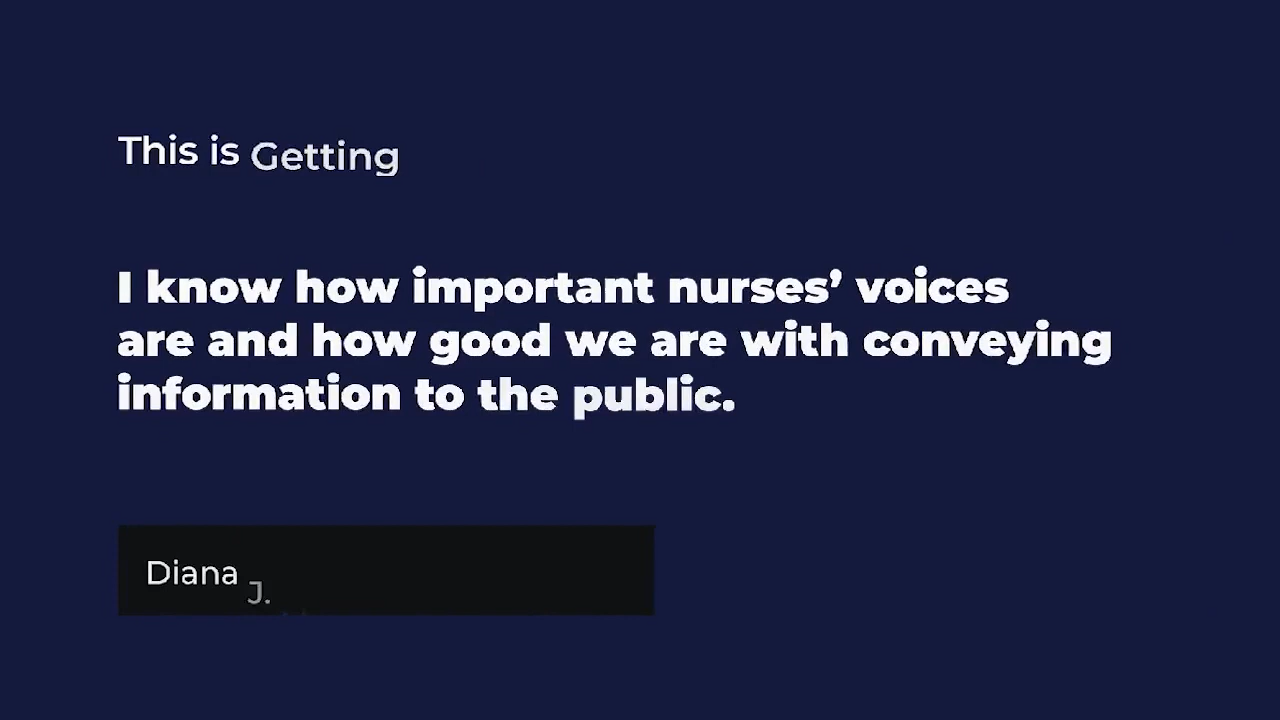 This is Getting
I know how important nurses’ voices
are and how good we are with conveying
information to the public.
Diana J.